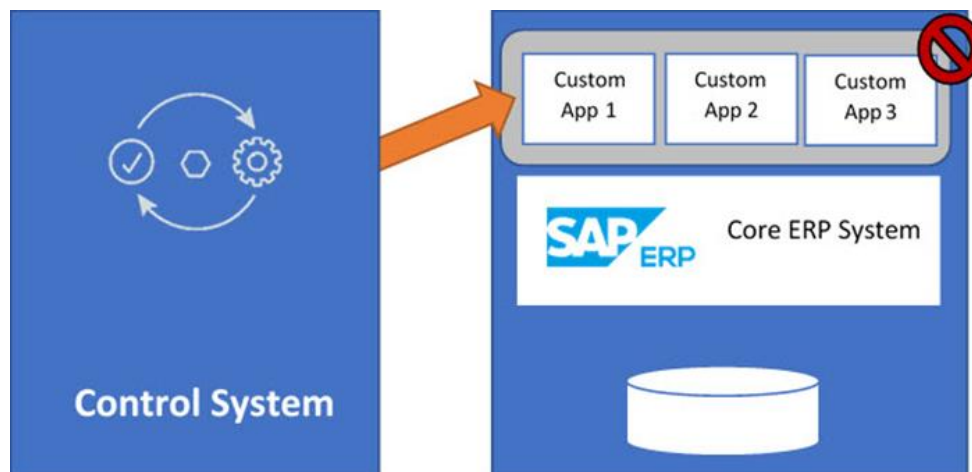 Custom
App 1
Custom
App 2
Custom
App 3
SAP
ERP
Core ERP System
Control System